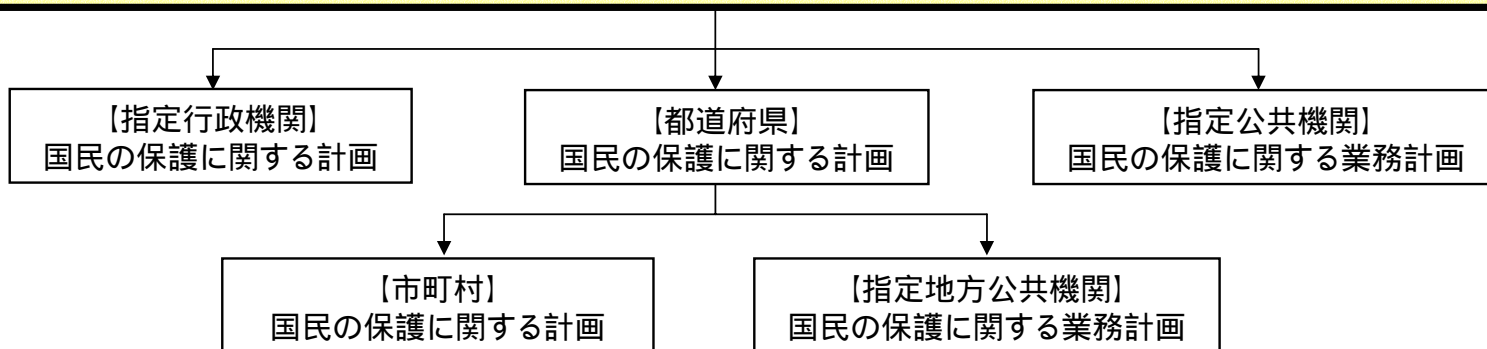 【指定行政機関】
国民の保護に関する計画
【都道府県】
国民の保護に関する計画
【指定公共機関】
国民の保護に関する業務計画
【市町村】
国民の保護に関する計画
【指定地方公共機関】
国民の保護に関する業務計画